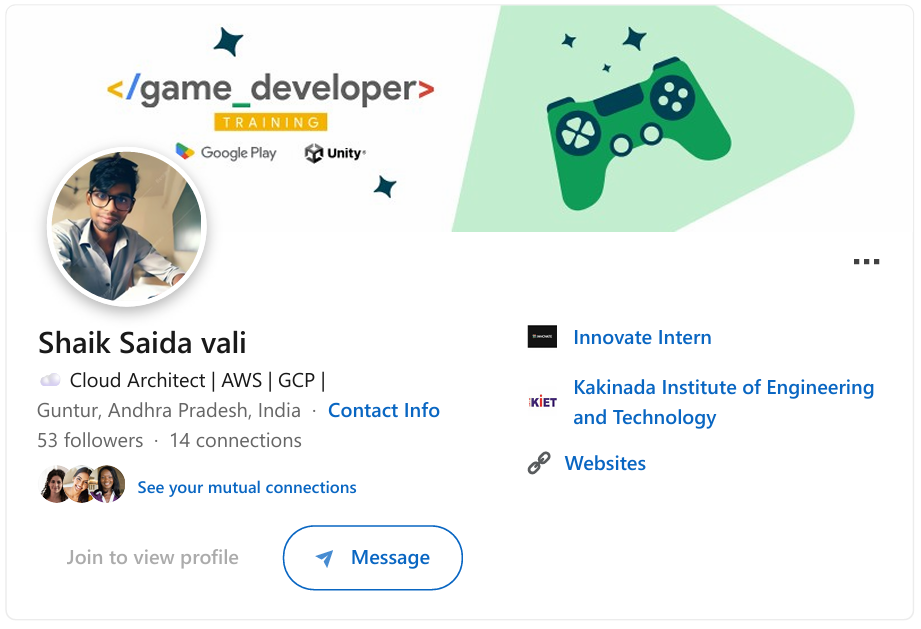 </game_developer>
TRAINING
Google Play
Unity
Shaik Saida vali
Cloud Architect | AWS | GCP |
Guntur, Andhra Pradesh, India · Contact Info
53 followers · 14 connections
See your mutual connections
Join to view profile
Message
Innovate Intern
KIET
Kakinada Institute of Engineering
and Technology
Websites